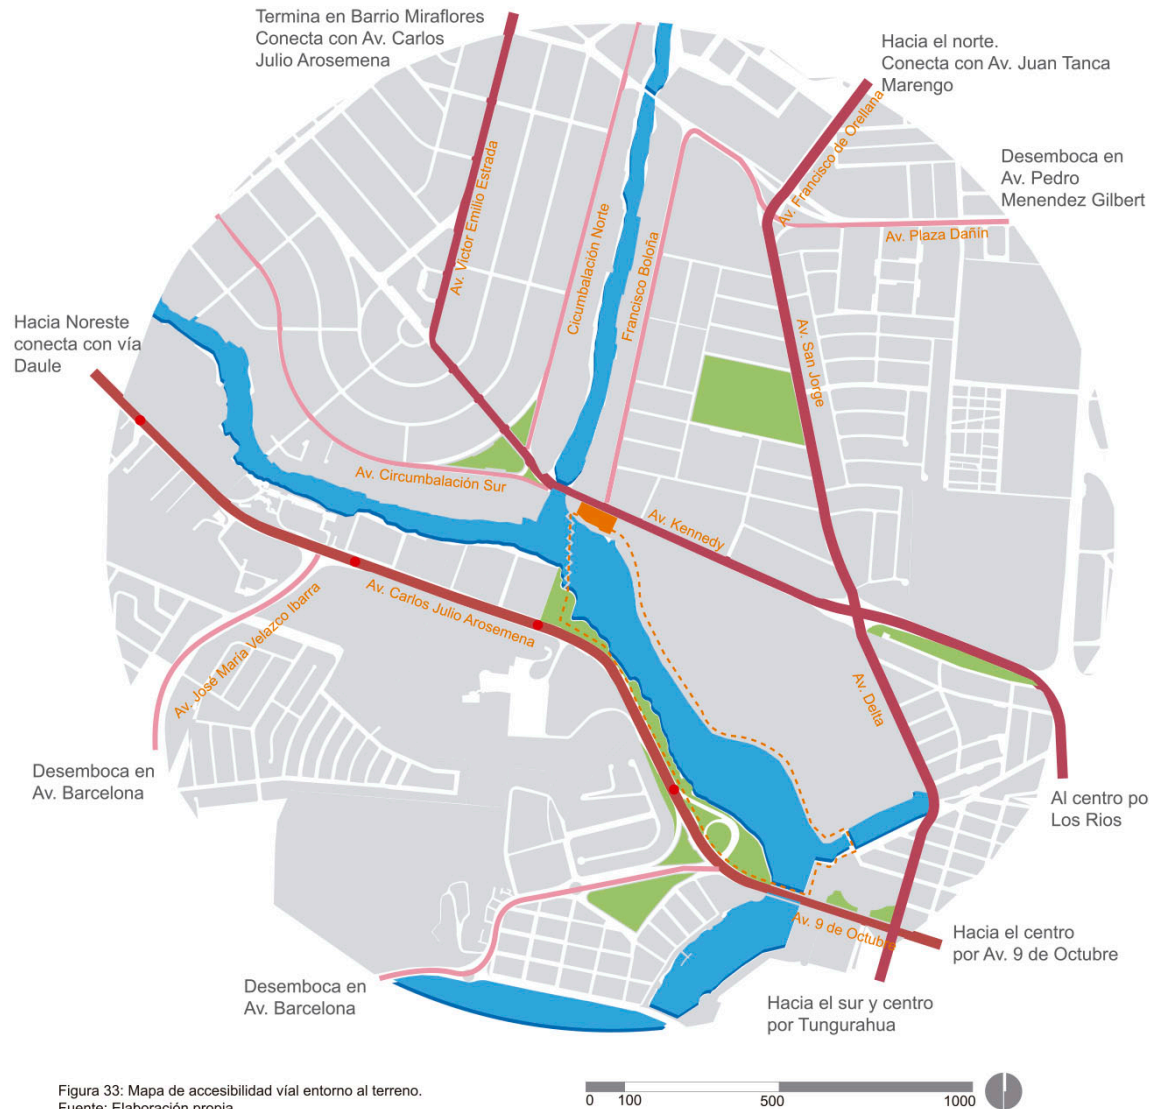 Termina en Barrio Miraflores
Conecta con Av. Carlos
Julio Arosemena
Hacia el norte.
Conecta con Av. Juan Tanca
Marengo
Desemboca en
Av. Pedro
Menendez Gilbert
Av. Francisco de Orellana
Av. Plaza Dañín
Av. Victor Emilio Estrada
Cicumbalación Norte
Francisco Boloña
Av. San Jorge
Hacia Noreste
conecta con vía
Daule
Av. Circumbalación Sur
Av. Kennedy
Av. Carlos Julio Arosemena
Av. José María Velazco Ibarra
Av. Delta
Desemboca en
Av. Barcelona
Al centro po
Los Rios
Av. 9 de Octubre
Hacia el centro
por Av. 9 de Octubre
Desemboca en
Av. Barcelona
Hacia el sur y centro
por Tungurahua
Figura 33: Mapa de accesibilidad víal entorno al terreno.
Fuente: Elaboración propia
0 100 500 1000